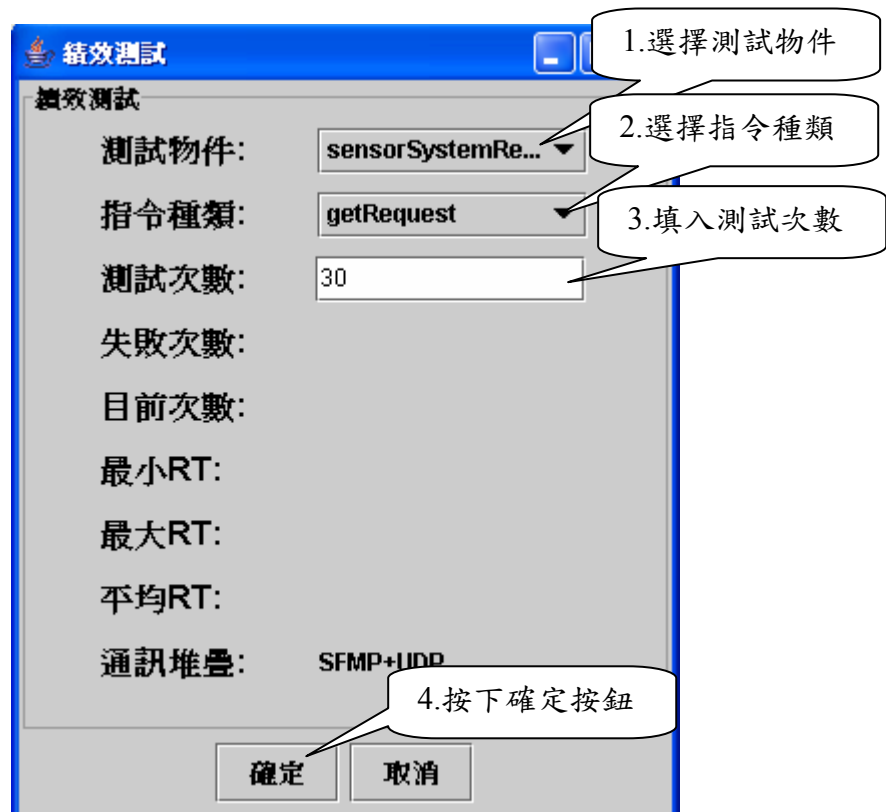 績效測試
1.選擇測試物件
績效測試
測試物件: sensorSystemRe...
2.選擇指令種類
指令種類: getRequest
3.填入測試次數
測試次數: 30
失敗次數:
目前次數:
最小RT:
最大RT:
平均RT:
通訊堆疊: SFMP+UDP
4.按下確定按鈕
確定 取消